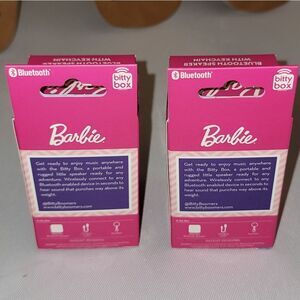 BLUETOOTH SPEAKER
WITH KEYCHAIN
Bluetooth®
bitty
box
Barbie
Get ready to enjoy music anywhere
with the Bitty Box, a portable and
rugged little speaker ready for any
adventure. Wirelessly connect to any
Bluetooth enabled device in seconds to
hear sound that punches way above its
weight.
@BittyBoomers
www.bittyboomers.com
BLUETOOTH SPEAKER
WITH KEYCHAIN
Bluetooth®
bitty
box
Barbie
Get ready to enjoy music anywhere
with the Bitty Box, a portable and
rugged little speaker ready for any
adventure. Wirelessly connect to any
Bluetooth enabled device in seconds to
hear sound that punches way above its
weight.
@BittyBoomers
www.bittyboomers.com